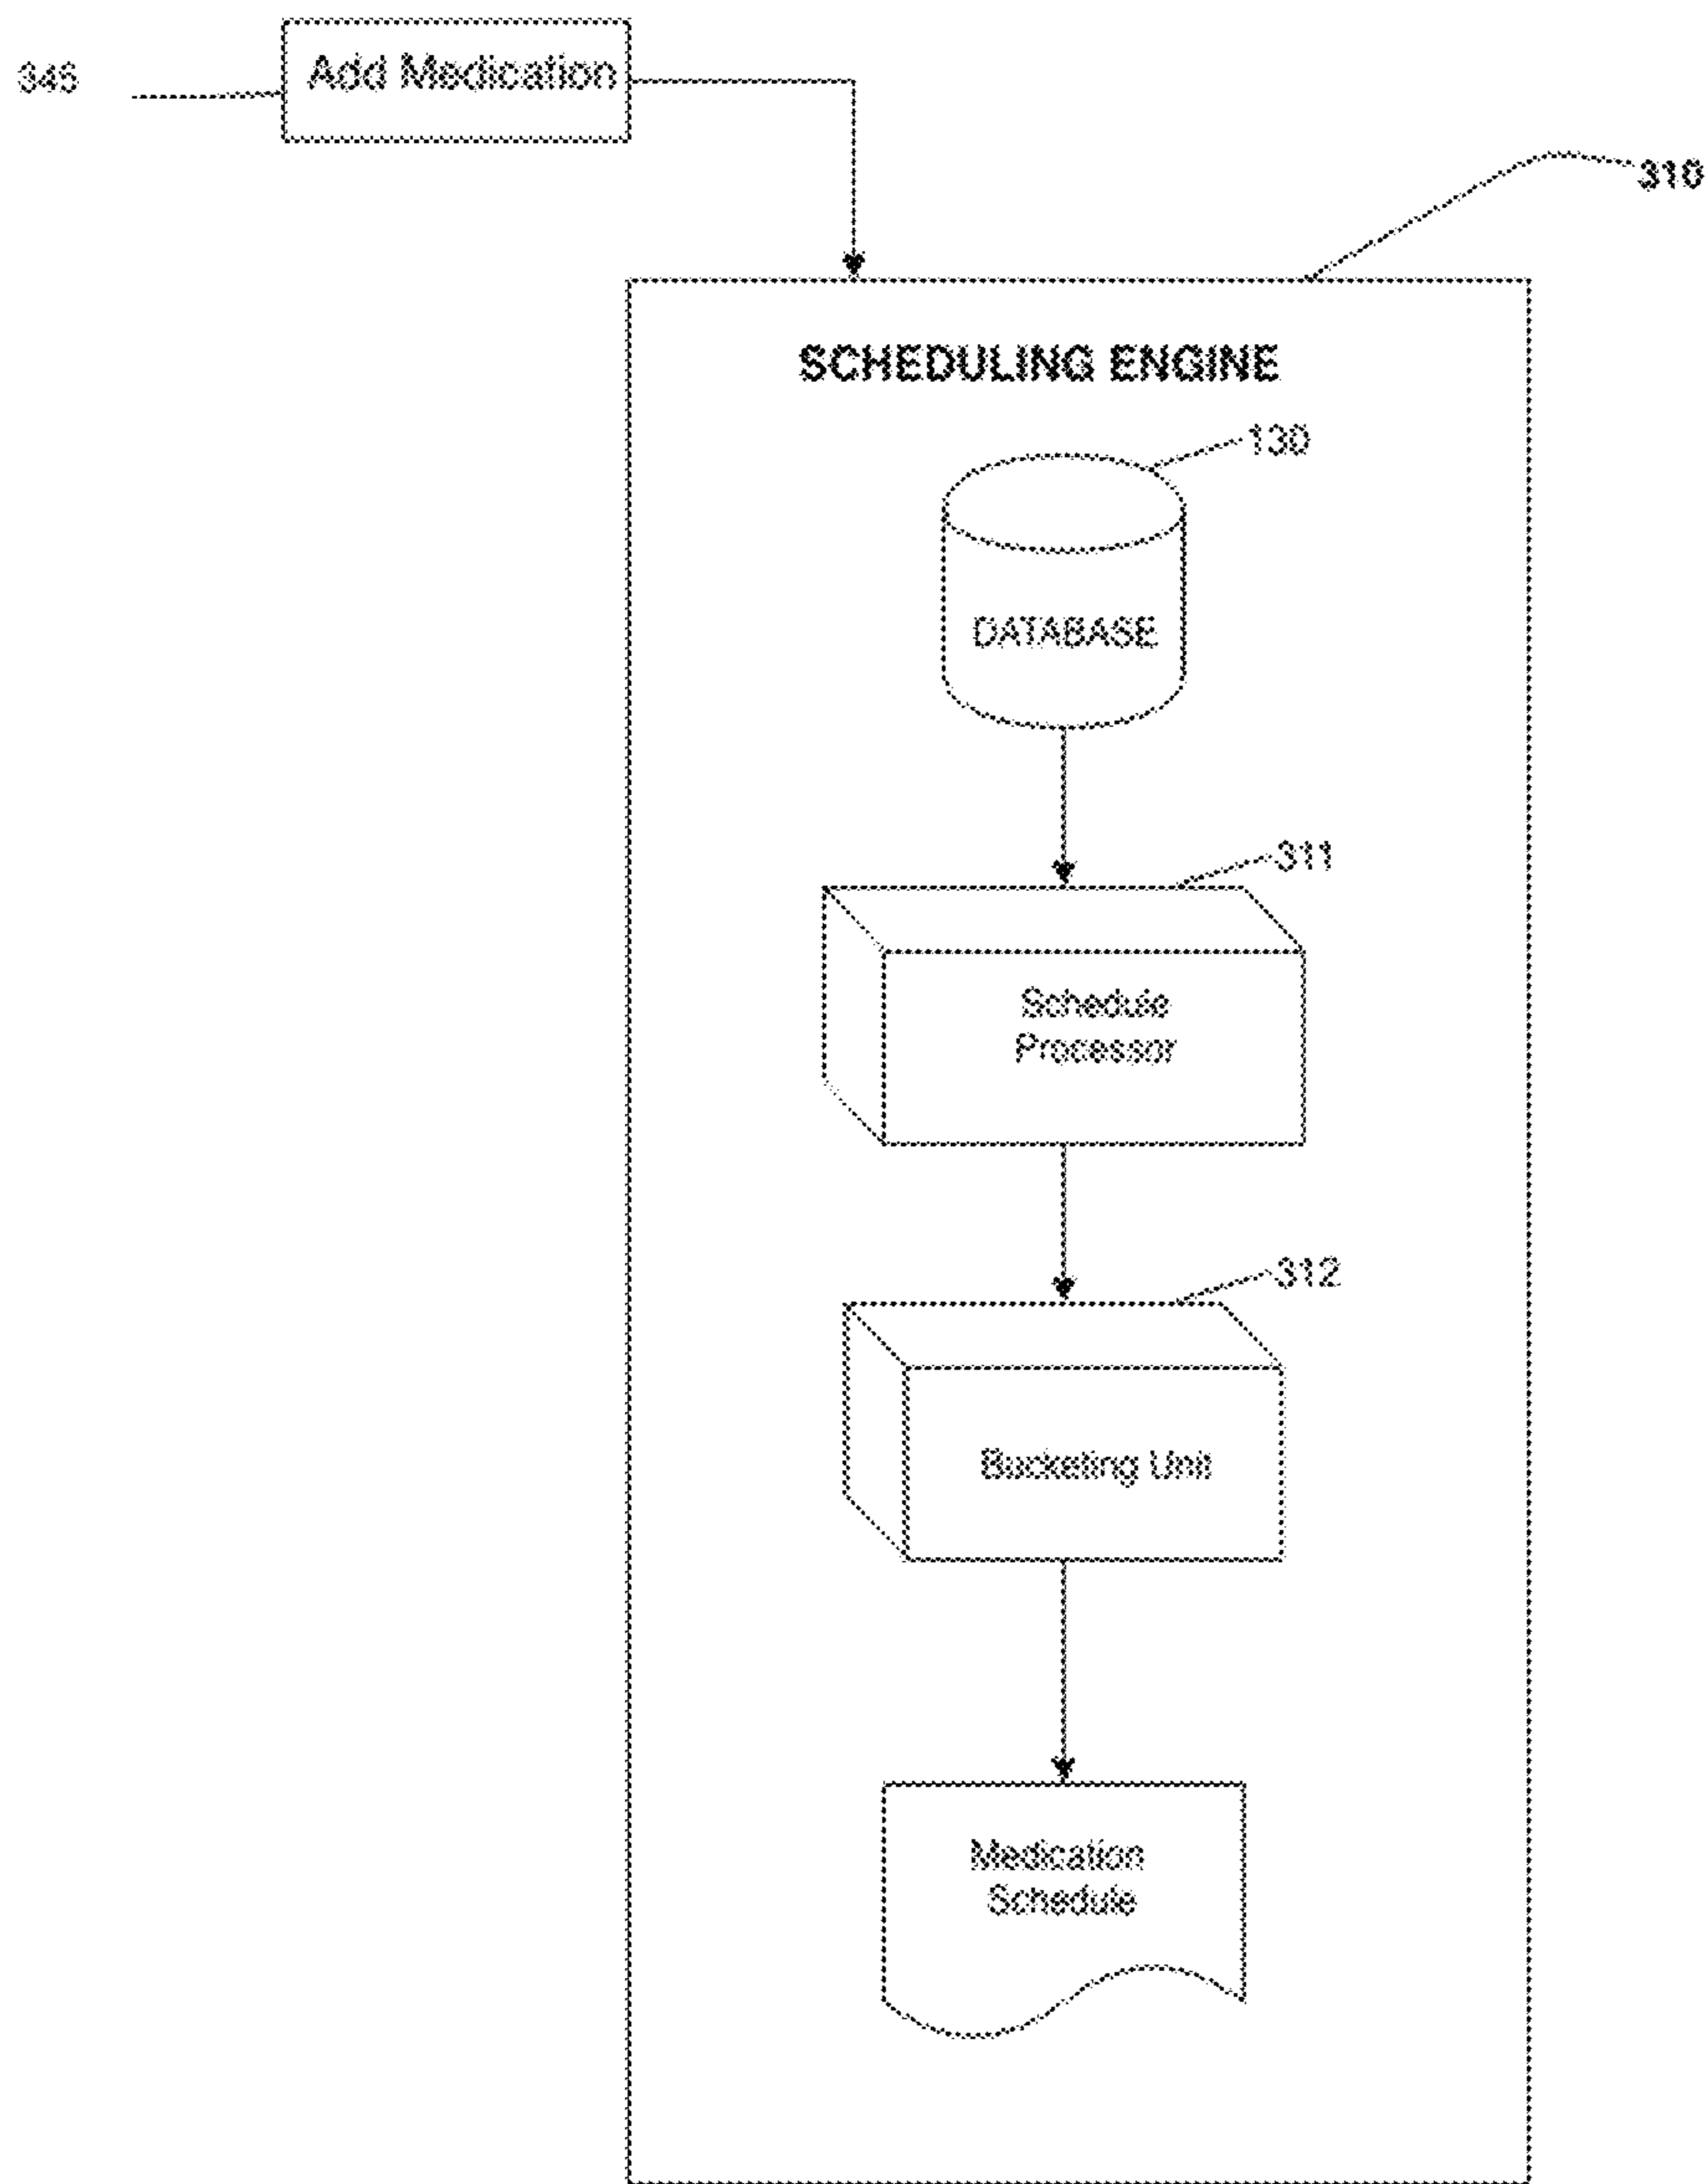 345
Add Medication
310
SCHEDULING ENGINE
130
DATABASE
311
Schedule
Processor
312
Bucketing Unit
Medication
Schedule